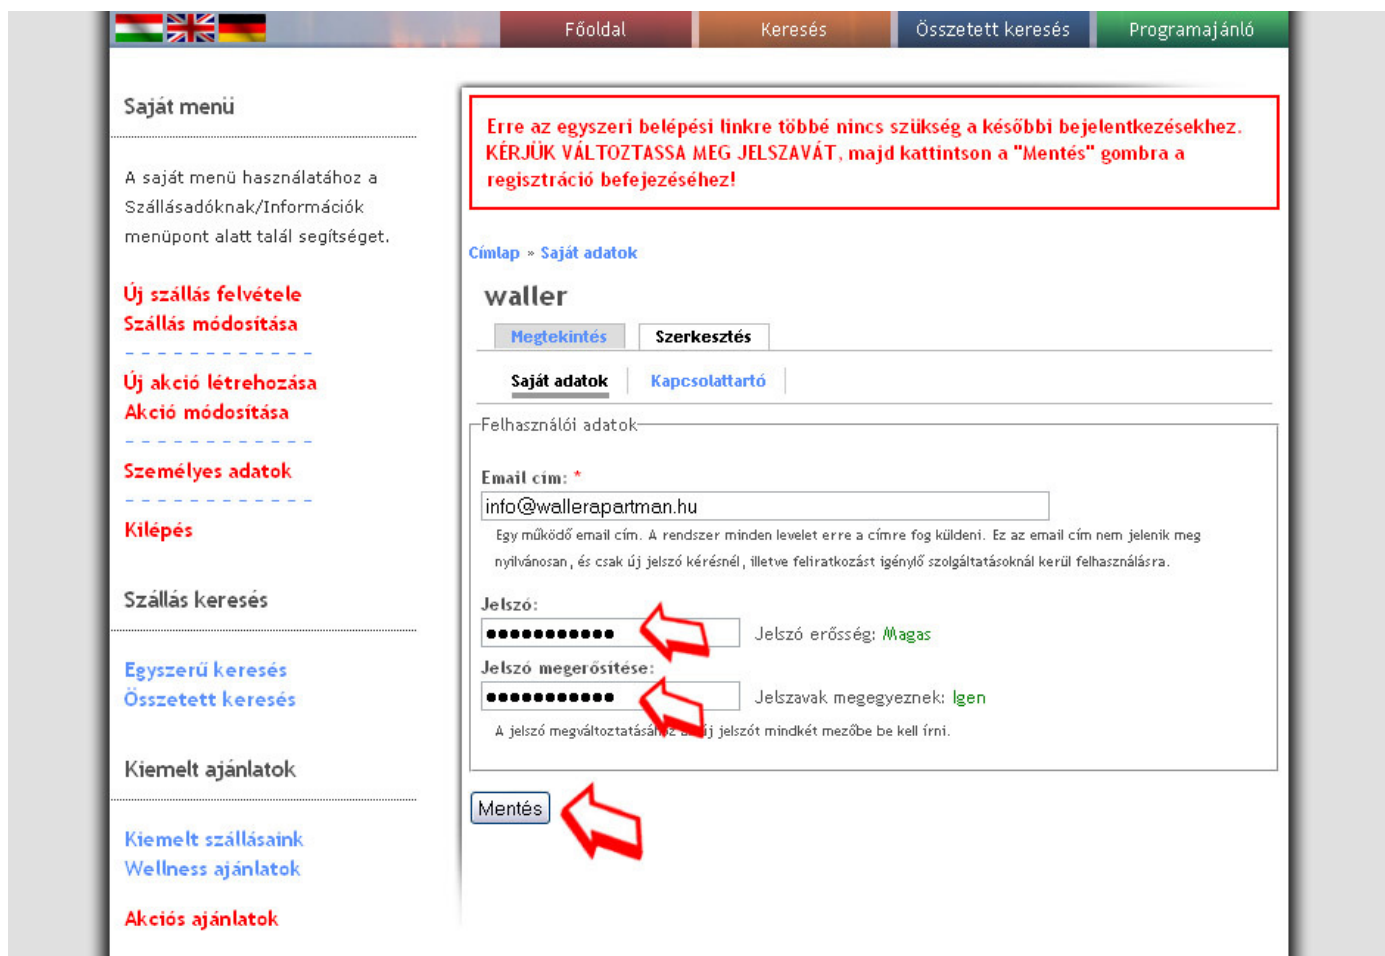 Főoldal
Keresés
Összetett keresés
Programajánló
Saját menü
A saját menü használatához a
Szállásadóknak/Információk
menüpont alatt talál segítséget.
Új szállás felvétele
Szállás módosítása
Új akció létrehozása
Akció módosítása
Személyes adatok
Kilépés
Szállás keresés
Egyszerű keresés
Összetett keresés
Kiemelt ajánlatok
Kiemelt szállásaink
Wellness ajánlatok
Akciós ajánlatok
Erre az egyszeri belépési linkre többé nincs szükség a későbbi bejelentkezésekhez.
KÉRJÜK VÁLTOZTASSA MEG JELSZAVÁT, majd kattintson a "Mentés" gombra a
regisztráció befejezéséhez!
Címlap » Saját adatok
waller
Megtekintés
Szerkesztés
Saját adatok
Kapcsolattartó
Felhasználói adatok
Email cím: *
info@wallerapartman.hu
Egy működő email cím. A rendszer minden levelet erre a címre fog küldeni. Ez az email cím nem jelenik meg
nyilvánosan, és csak új jelszó kérésnél, illetve feliratkozást igénylő szolgáltatásoknál kerül felhasználásra.
Jelszó:
Jelszó erősség: Magas
Jelszó megerősítése:
Jelszavak megegyeznek: Igen
A jelszó megváltoztatásához új jelszót mindkét mezőbe be kell írni.
Mentés